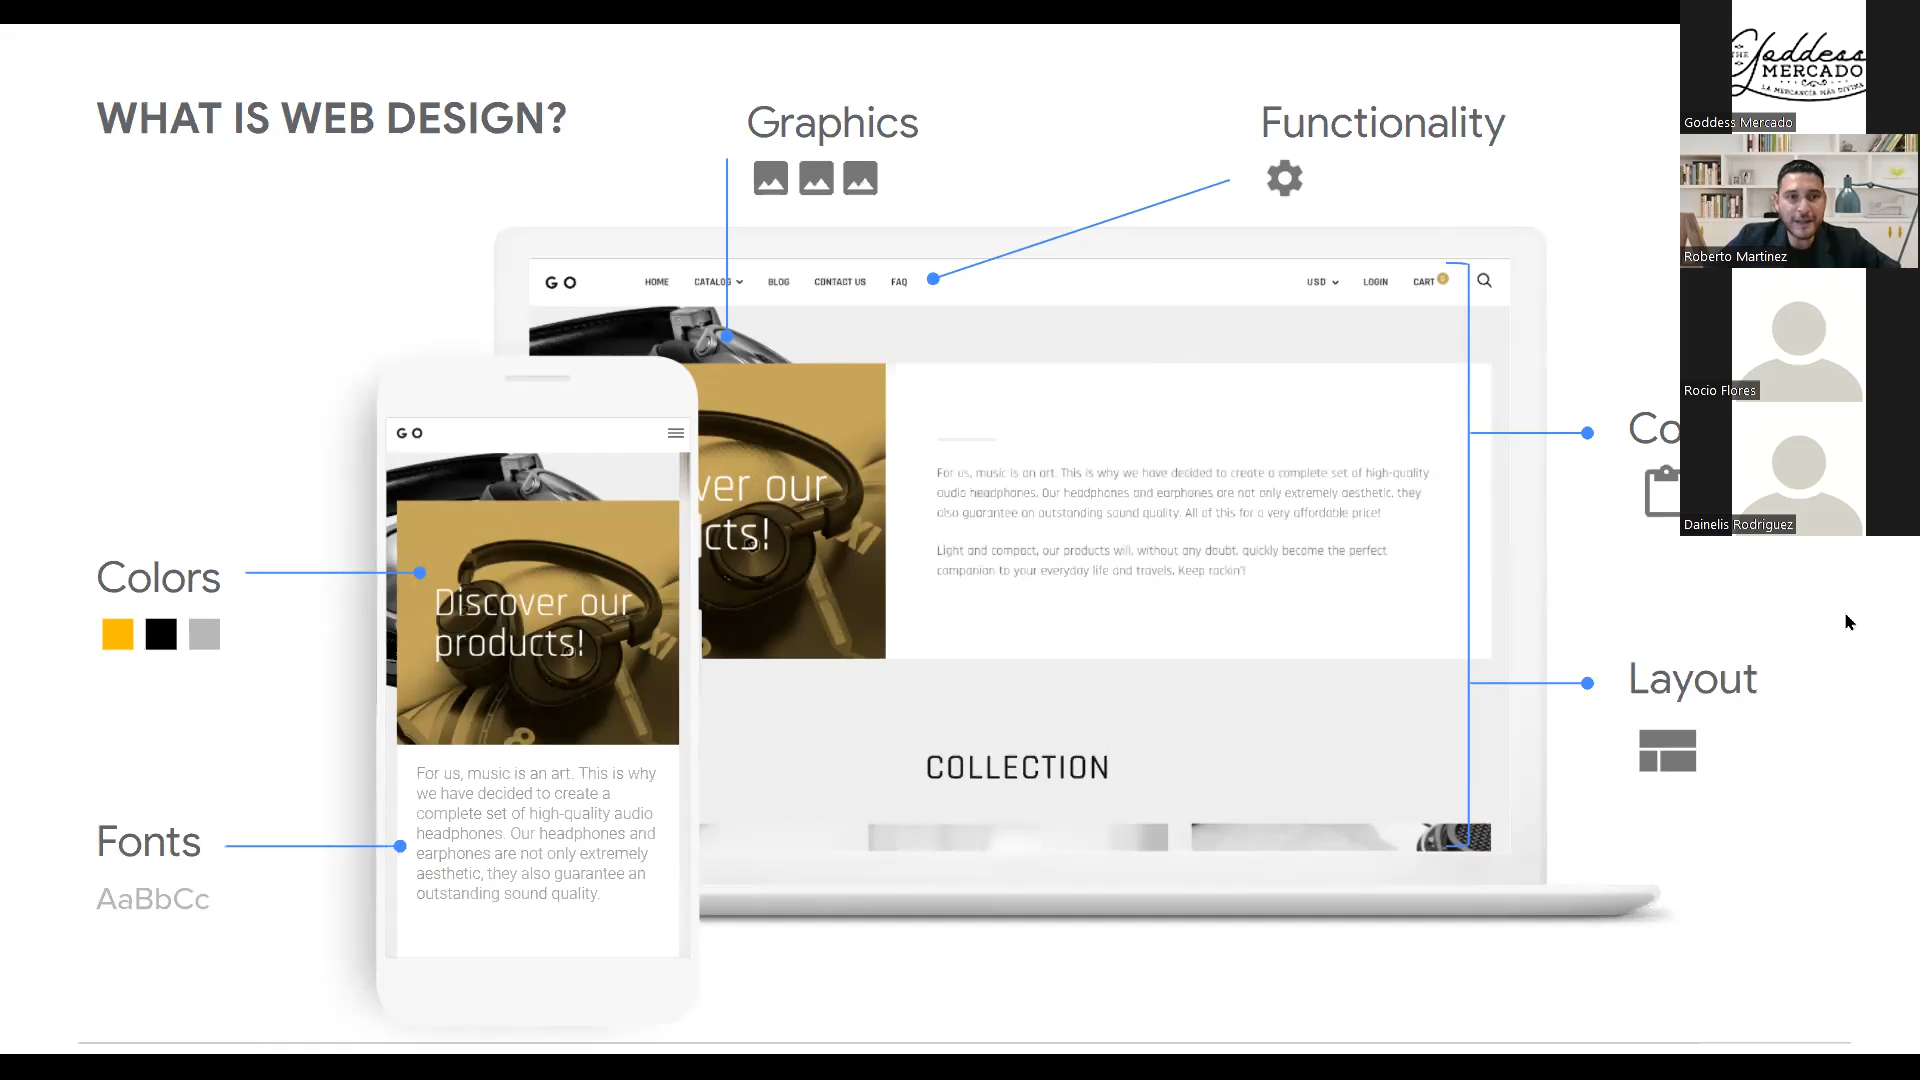 WHAT IS WEB DESIGN?
Graphics
Functionality
THE
Goddess
MERCADO
LA MERCANCÍA MÁS DIVINA
Goddess Mercado
Roberto Martinez
Rocio Flores
Dainelis Rodriguez
GO
HOME
CATALOG
BLOG
CONTACT US
FAQ
USD
LOGIN
CART
0
ver our
cts!
For us, music is an art. This is why we have decided to create a complete set of high-quality
audio headphones. Our headphones and earphones are not only extremely aesthetic, they
also guarantee an outstanding sound quality. All of this for a very affordable price!
Light and compact, our products will, without any doubt, quickly become the perfect
companion to your everyday life and travels. Keep rockin'!
COLLECTION
Co
Layout
Colors
Fonts
AaBbCc
GO
Discover our
products!
For us, music is an art. This is why
we have decided to create a
complete set of high-quality audio
headphones. Our headphones and
earphones are not only extremely
aesthetic, they also guarantee an
outstanding sound quality.